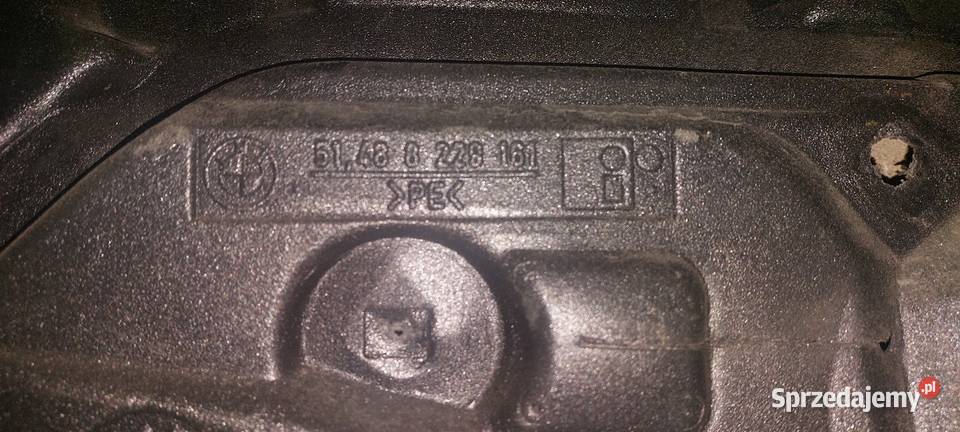 51.48 8 228 161
>PE<
Sprzedajemy.pl